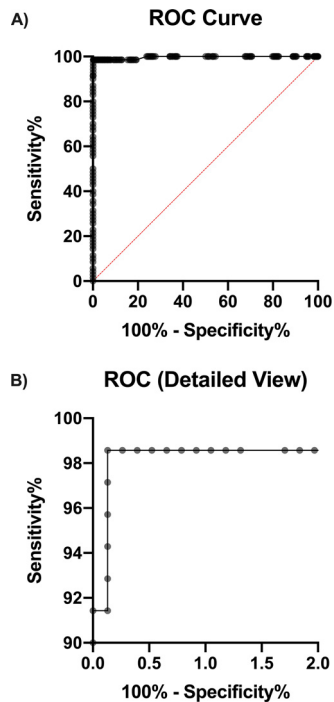 A)
ROC Curve
100
80
60
40
20
0
Sensitivity%
0 20 40 60 80 100
100% - Specificity%
B)
ROC (Detailed View)
100
98
96
94
92
90
Sensitivity%
0.0 0.5 1.0 1.5 2.0
100% - Specificity%